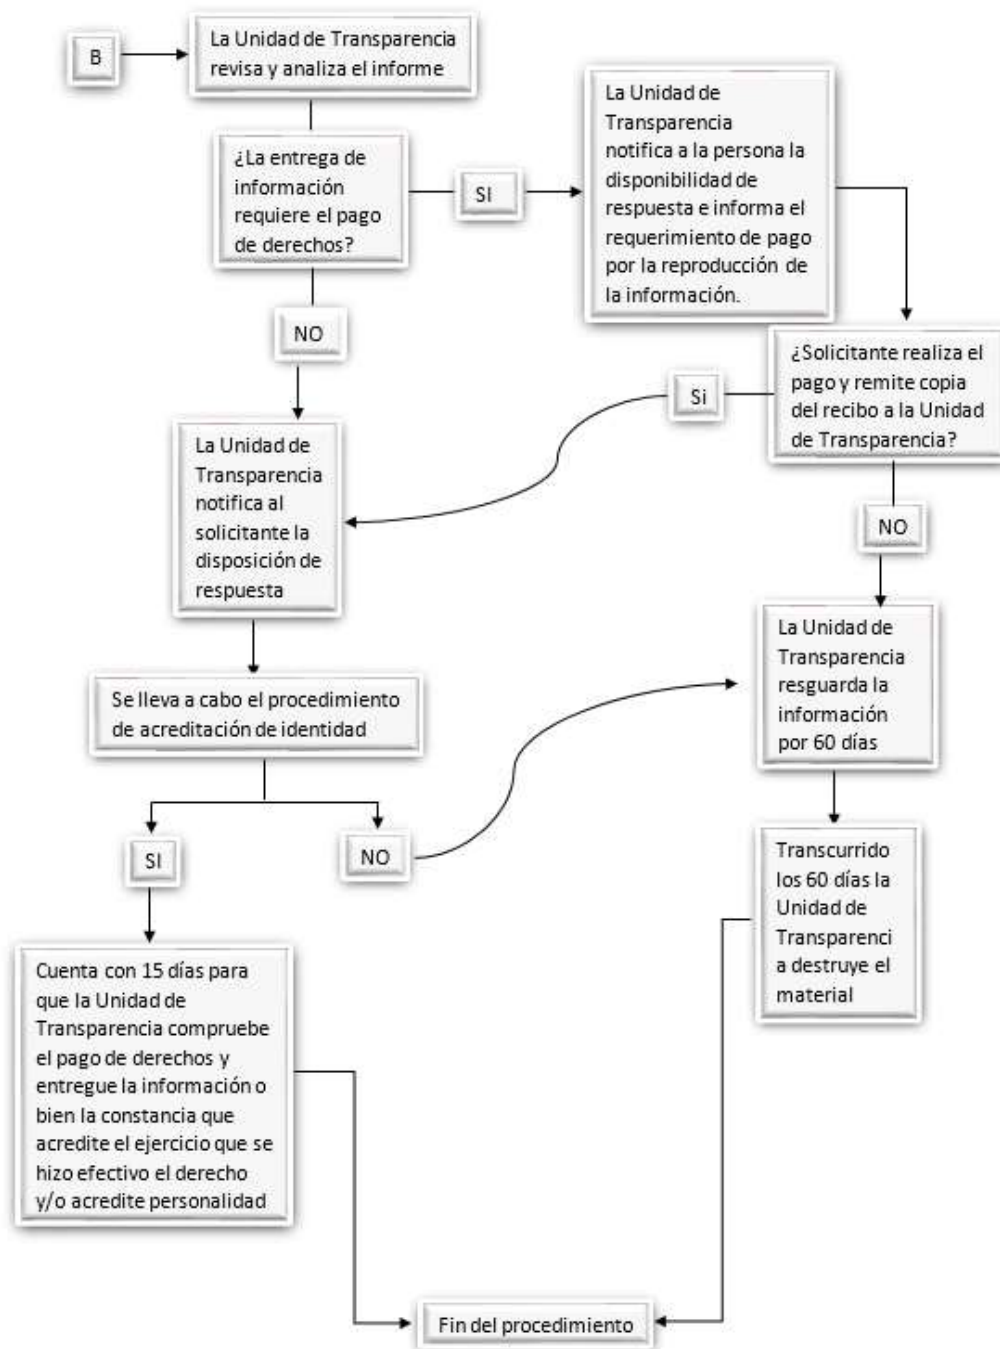 B
La Unidad de Transparencia
revisa y analiza el informe
¿La entrega de
información
requiere el pago
de derechos?
SI
La Unidad de
Transparencia
notifica a la persona la
disponibilidad de
respuesta e informa el
requerimiento de pago
por la reproducción de
la información.
NO
¿Solicitante realiza el
pago y remite copia
del recibo a la Unidad
de Transparencia?
Si
La Unidad de
Transparencia
notifica al
solicitante la
disposición de
respuesta
NO
La Unidad de
Transparencia
resguarda la
información
por 60 días
Se lleva a cabo el procedimiento
de acreditación de identidad
SI
NO
Transcurrido
los 60 días la
Unidad de
Transparenci
a destruye el
material
Cuenta con 15 días para
que la Unidad de
Transparencia compruebe
el pago de derechos y
entregue la información o
bien la constancia que
acredite el ejercicio que se
hizo efectivo el derecho
y/o acredite personalidad
Fin del procedimiento